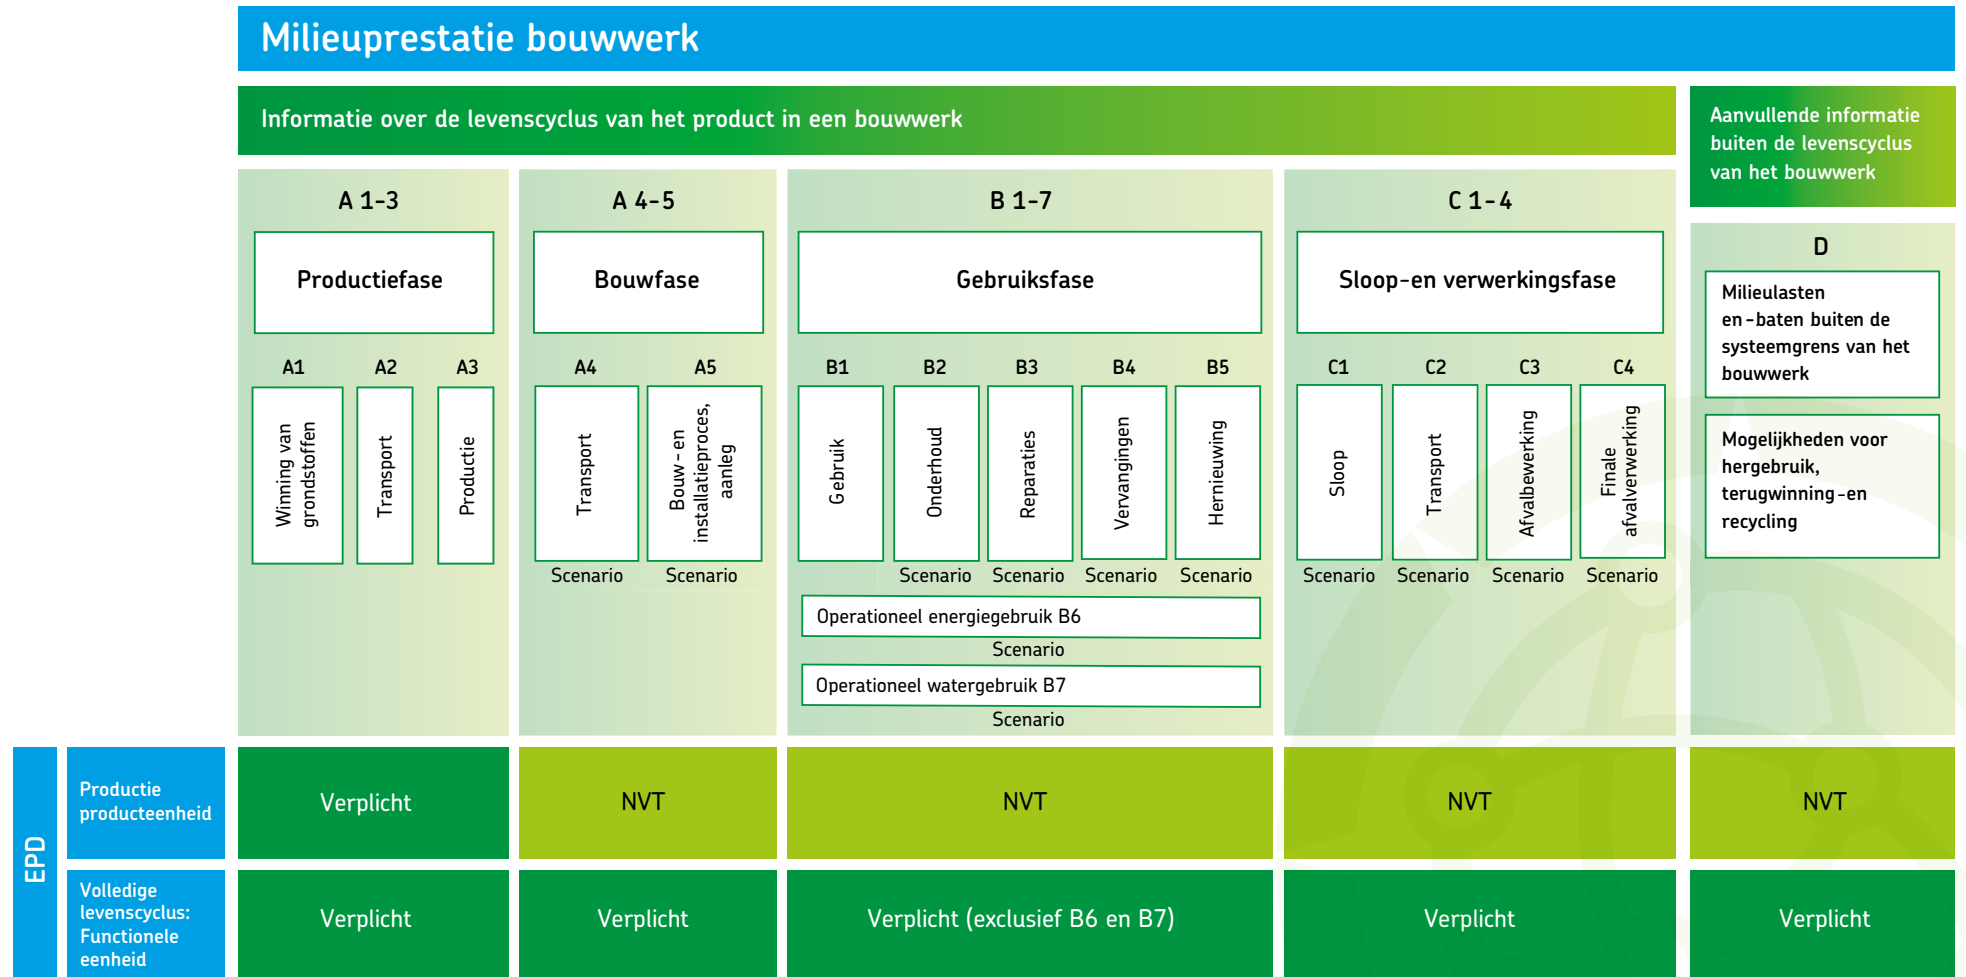 Milieuprestatie bouwwerk
Informatie over de levenscyclus van het product in een bouwwerk
Aanvullende informatie
buiten de levenscyclus
van het bouwwerk
A 1-3
Productiefase
A1
Winning van
grondstoffen
A2
Transport
A3
Productie
A 4-5
Bouwfase
A4
Transport
Scenario
A5
Bouw- en
installatieproces,
aanleg
Scenario
B 1-7
Gebruiksfase
B1
Gebruik
B2
Onderhoud
Scenario
B3
Reparaties
Scenario
B4
Vervangingen
Scenario
B5
Hernieuwing
Scenario
Operationeel energiegebruik B6
Scenario
Operationeel watergebruik B7
Scenario
C 1-4
Sloop-en verwerkingsfase
C1
Sloop
Scenario
C2
Transport
Scenario
C3
Afvalbewerking
Scenario
C4
Finale
afvalverwerking
Scenario
D
Milieulasten
en-baten buiten de
systeemgrens van het
bouwwerk
Mogelijkheden voor
hergebruik,
terugwinning-en
recycling
EPD
Productie
producteenheid
Verplicht
NVT
NVT
NVT
NVT
Volledige
levenscyclus:
Functionele
eenheid
Verplicht
Verplicht
Verplicht (exclusief B6 en B7)
Verplicht
Verplicht